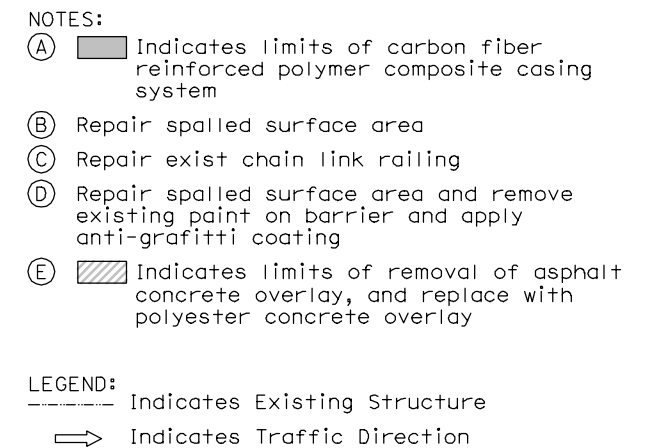 NOTES:
Ⓐ Indicates limits of carbon fiber
reinforced polymer composite casing
system
Ⓑ Repair spalled surface area
Ⓒ Repair exist chain link railing
Ⓓ Repair spalled surface area and remove
existing paint on barrier and apply
anti-grafitti coating
Ⓔ Indicates limits of removal of asphalt
concrete overlay, and replace with
polyester concrete overlay
LEGEND:
Indicates Existing Structure
Indicates Traffic Direction